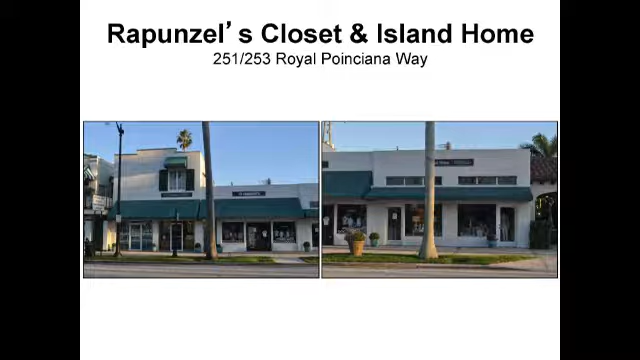 Rapunzel's Closet & Island Home
251/253 Royal Poinciana Way